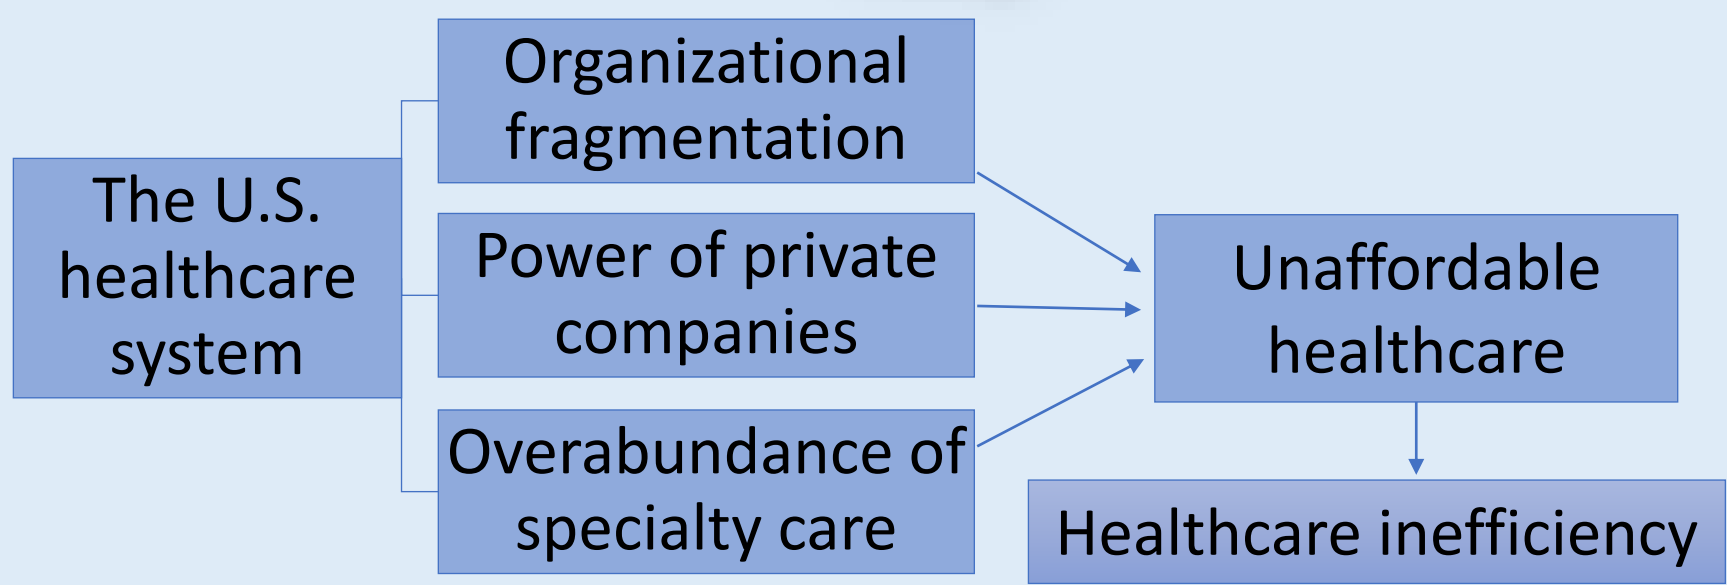 The U.S.
healthcare
system
Organizational
fragmentation
Power of private
companies
Overabundance of
specialty care
Unaffordable
healthcare
Healthcare inefficiency